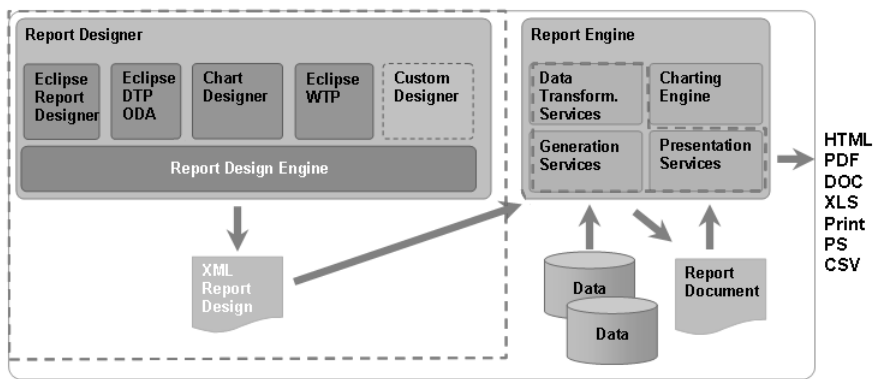 Report Designer
Eclipse
Report
Designer
Eclipse
DTP
ODA
Chart
Designer
Eclipse
WTP
Custom
Designer
Report Design Engine
XML
Report
Design
Report Engine
Data
Transform.
Services
Charting
Engine
Generation
Services
Presentation
Services
Data
Data
Report
Document
HTML
PDF
DOC
XLS
Print
PS
CSV